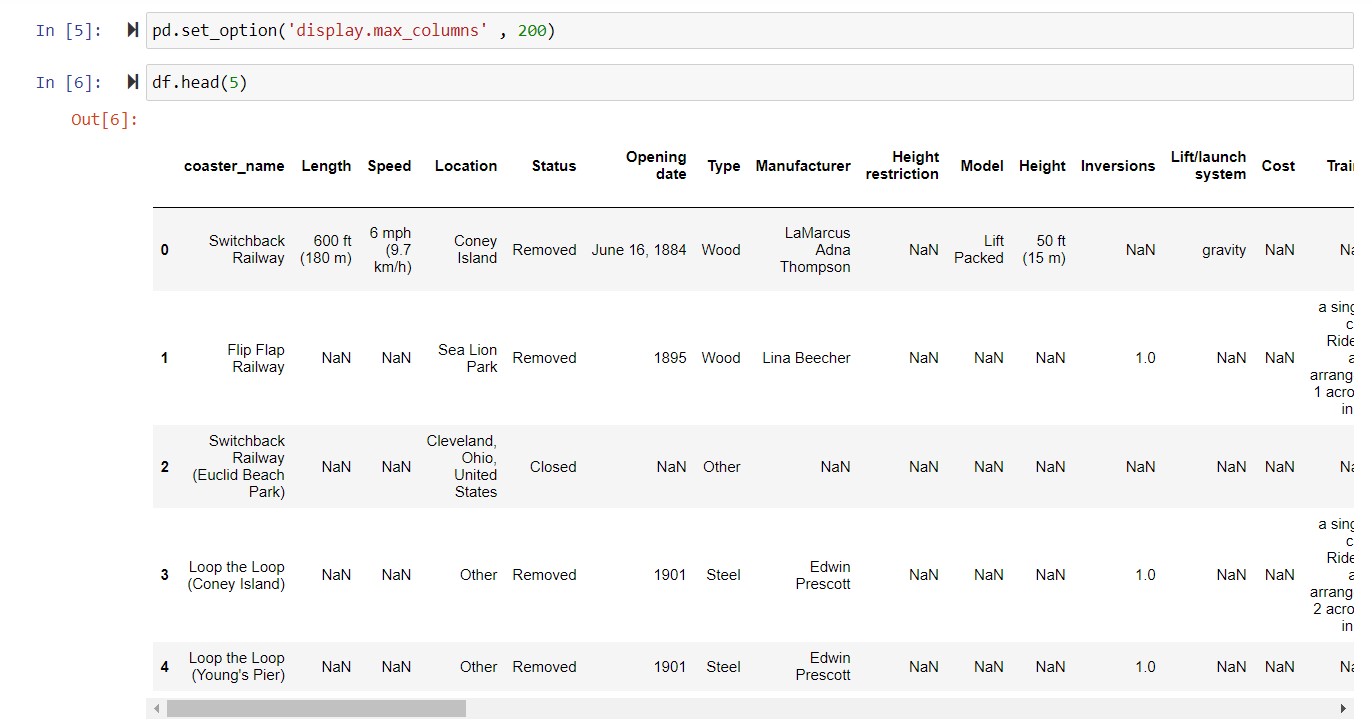 In [5]: pd.set_option('display.max_columns' , 200)
In [6]: df.head(5)
Out[6]:
coaster_name Length Speed Location Status Opening date Type Manufacturer Height restriction Model Height Inversions Lift/launch system Cost Trai
0 Switchback Railway 600 ft (180 m) 6 mph (9.7 km/h) Coney Island Removed June 16, 1884 Wood LaMarcus Adna Thompson NaN Lift Packed 50 ft (15 m) NaN gravity NaN Na
1 Flip Flap Railway NaN NaN Sea Lion Park Removed 1895 Wood Lina Beecher NaN NaN NaN 1.0 NaN NaN a sing c Ride a arrang 1 acro in
2 Switchback Railway (Euclid Beach Park) NaN NaN Cleveland, Ohio, United States Closed NaN Other NaN NaN NaN NaN NaN NaN NaN Na
3 Loop the Loop (Coney Island) NaN NaN Other Removed 1901 Steel Edwin Prescott NaN NaN NaN 1.0 NaN NaN a sing c Ride a arrang 2 acro in
4 Loop the Loop (Young's Pier) NaN NaN Other Removed 1901 Steel Edwin Prescott NaN NaN NaN 1.0 NaN NaN Na